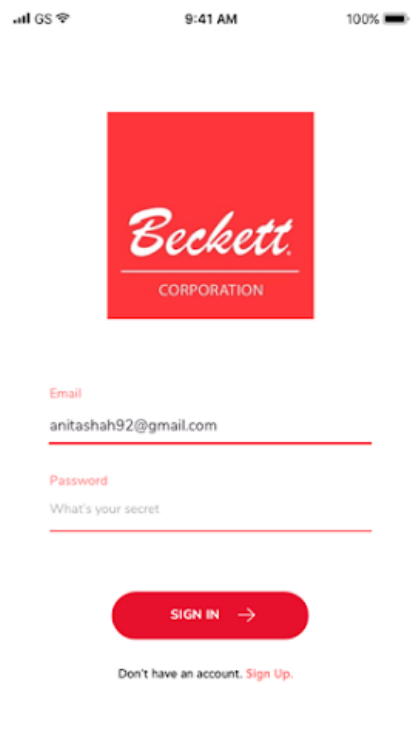 GS 9:41 AM 100%
Beckett.
CORPORATION
Email
anitashah92@gmail.com
Password
What's your secret
SIGN IN
Don't have an account. Sign Up.